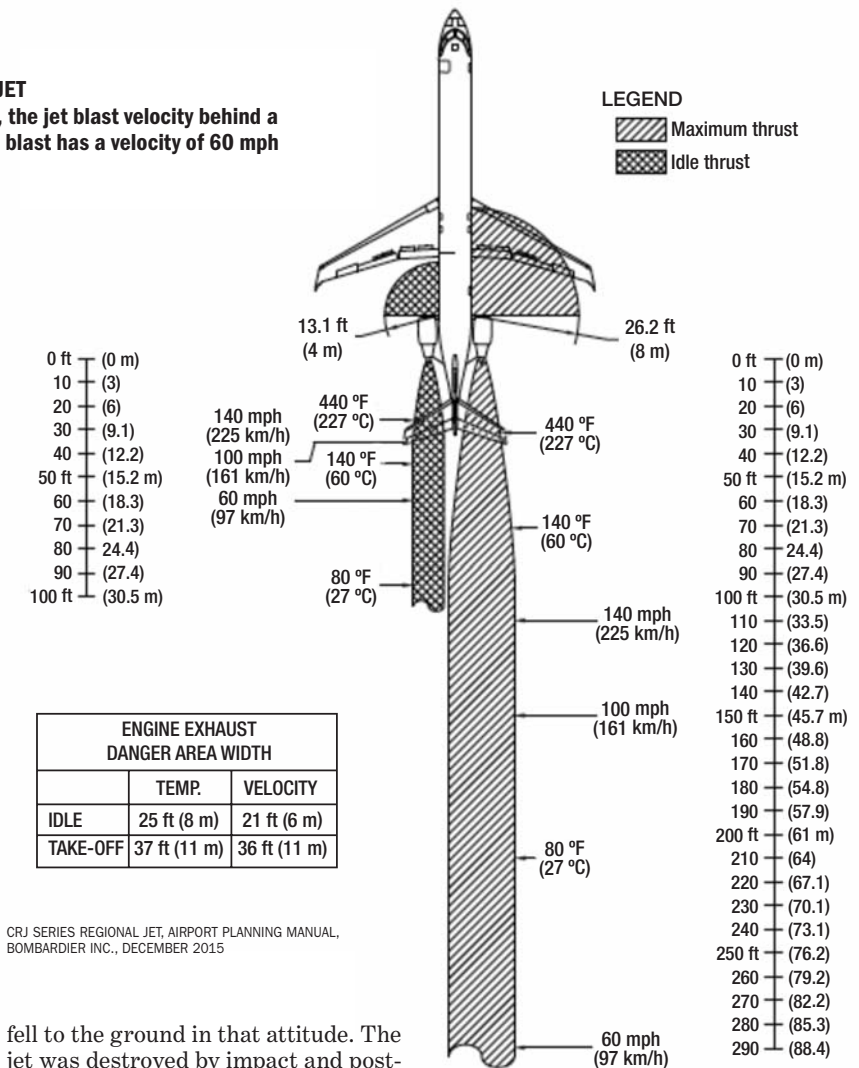 JET
, the jet blast velocity behind a
blast has a velocity of 60 mph
LEGEND
Maximum thrust
Idle thrust
13.1 ft
(4 m)
26.2 ft
(8 m)
0 ft (0 m)
10 (3)
20 (6)
30 (9.1)
40 (12.2)
50 ft (15.2 m)
60 (18.3)
70 (21.3)
80 24.4)
90 (27.4)
100 ft (30.5 m)
440 ºF
(227 ºC)
140 mph
(225 km/h)
100 mph
(161 km/h)
140 ºF
(60 ºC)
60 mph
(97 km/h)
80 ºF
(27 ºC)
440 ºF
(227 ºC)
140 ºF
(60 ºC)
140 mph
(225 km/h)
100 mph
(161 km/h)
80 ºF
(27 ºC)
60 mph
(97 km/h)
0 ft (0 m)
10 (3)
20 (6)
30 (9.1)
40 (12.2)
50 ft (15.2 m)
60 (18.3)
70 (21.3)
80 24.4)
90 (27.4)
100 ft (30.5 m)
110 (33.5)
120 (36.6)
130 (39.6)
140 (42.7)
150 ft (45.7 m)
160 (48.8)
170 (51.8)
180 (54.8)
190 (57.9)
200 ft (61 m)
210 (64)
220 (67.1)
230 (70.1)
240 (73.1)
250 ft (76.2)
260 (79.2)
270 (82.2)
280 (85.3)
290 (88.4)
ENGINE EXHAUST
DANGER AREA WIDTH
TEMP. VELOCITY
IDLE 25 ft (8 m) 21 ft (6 m)
TAKE-OFF 37 ft (11 m) 36 ft (11 m)
CRJ SERIES REGIONAL JET, AIRPORT PLANNING MANUAL,
BOMBARDIER INC., DECEMBER 2015
fell to the ground in that attitude. The
jet was destroyed by impact and post-